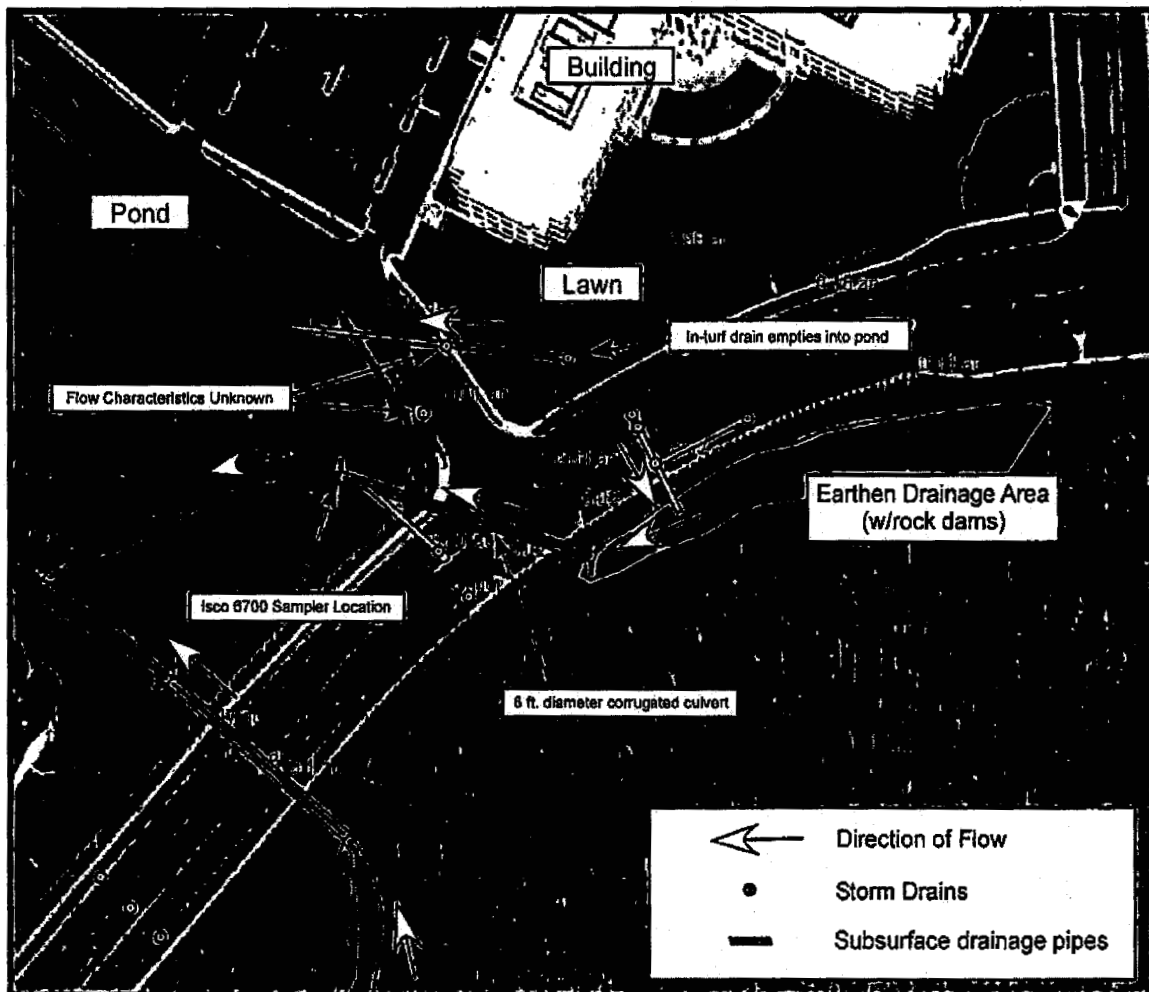 Building
Pond
Lawn
In-turf drain empties into pond
Flow Characteristics Unknown
Earthen Drainage Area
(w/rock dams)
Isco 6700 Sampler Location
6 ft. diameter corrugated culvert
Direction of Flow
Storm Drains
Subsurface drainage pipes